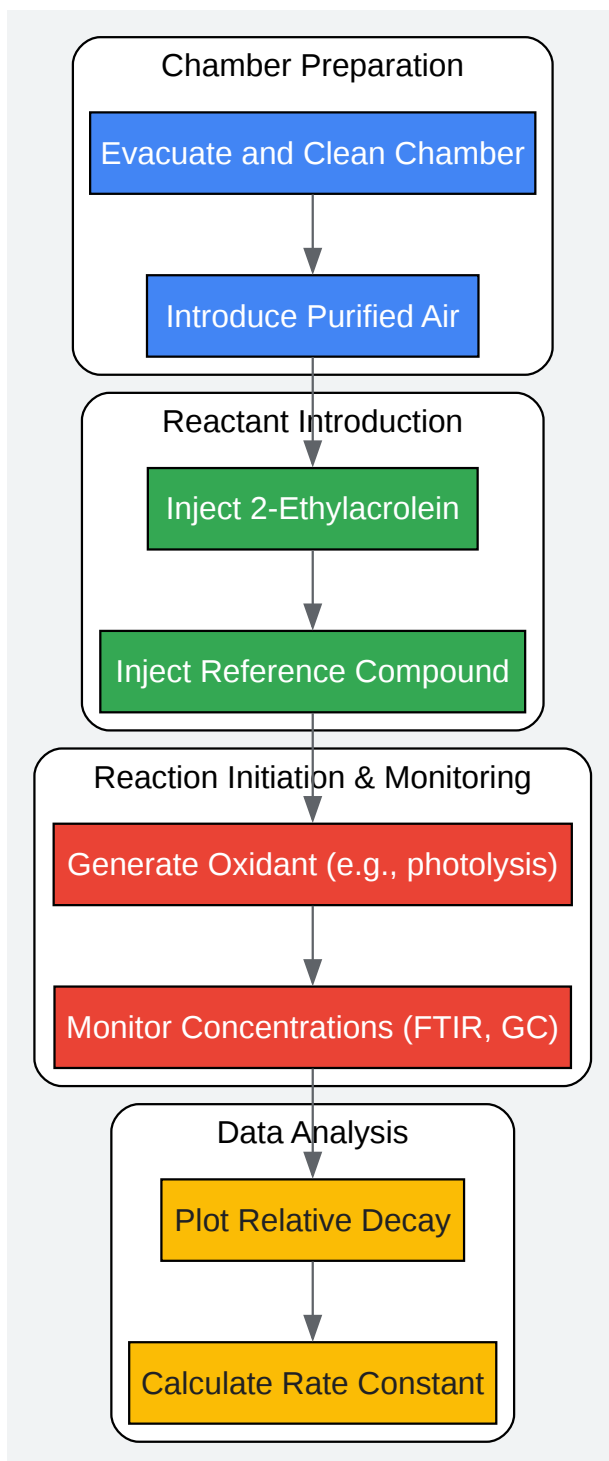 Chamber Preparation
Evacuate and Clean Chamber
Introduce Purified Air
Reactant Introduction
Inject 2-Ethylacrolein
Inject Reference Compound
Reaction Initiation & Monitoring
Generate Oxidant (e.g., photolysis)
Monitor Concentrations (FTIR, GC)
Data Analysis
Plot Relative Decay
Calculate Rate Constant